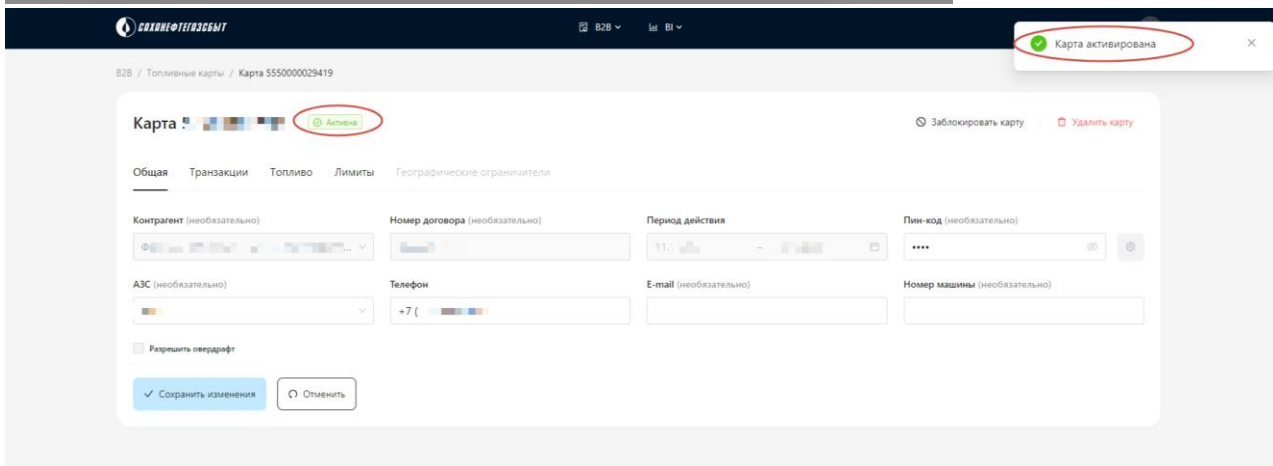 САХАНЕФТЕГАЗСБЫТ
B2B
BI
Карта активирована
B2B / Топливные карты / Карта 5550000029419
Карта
Активна
Заблокировать карту
Удалить карту
Общая Транзакции Топливо Лимиты Географические ограничители
Контрагент (необязательно) Номер договора (необязательно) Период действия Пин-код (необязательно)
11.
••••
АЗС (необязательно) Телефон E-mail (необязательно) Номер машины (необязательно)
+7 (
Разрешить овердрафт
Сохранить изменения Отменить